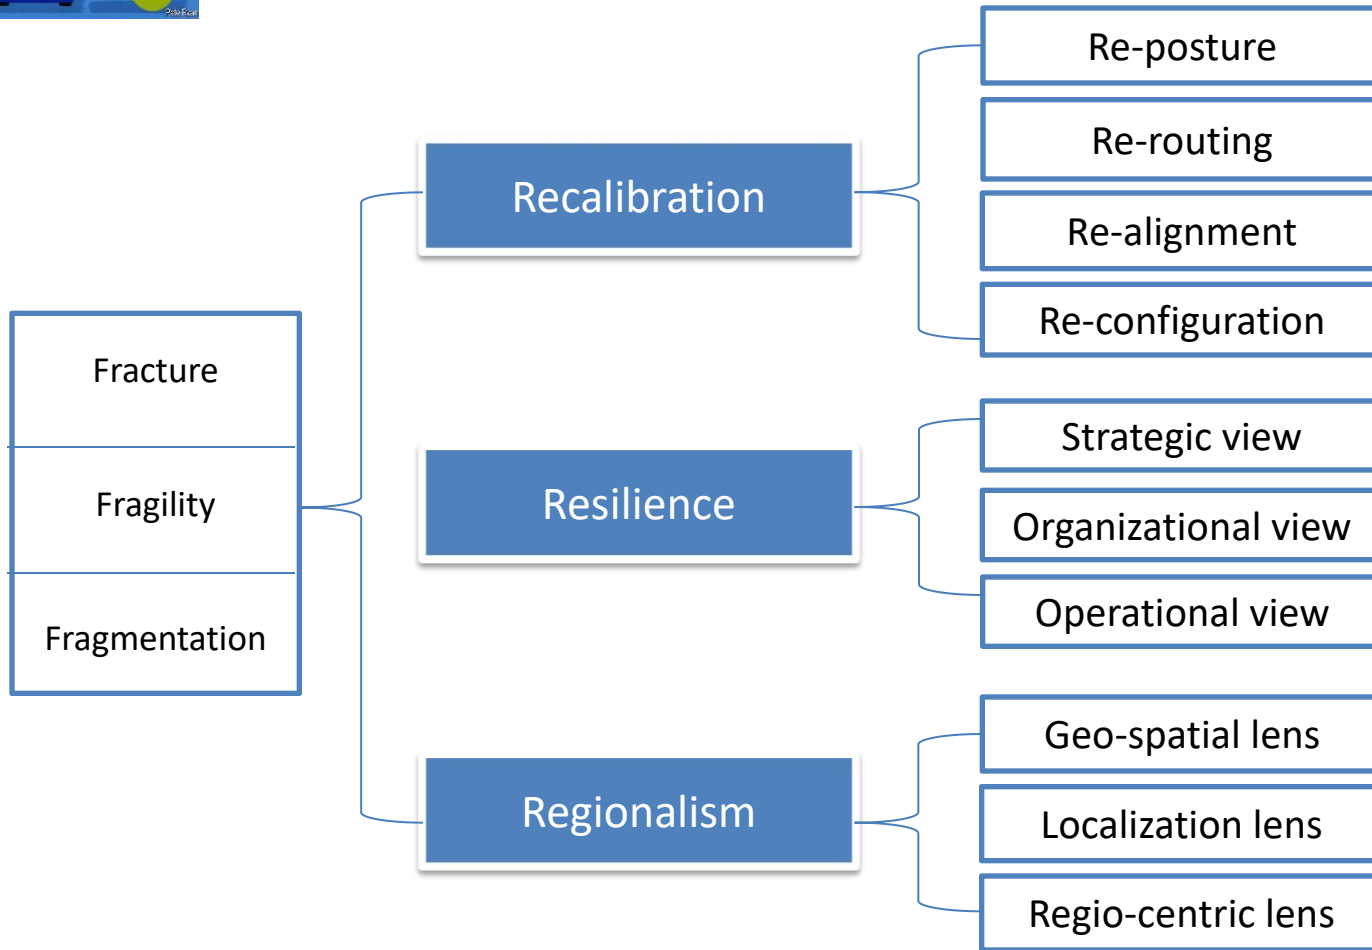 Fracture
Fragility
Fragmentation
Recalibration
Re-posture
Re-routing
Re-alignment
Re-configuration
Resilience
Strategic view
Organizational view
Operational view
Regionalism
Geo-spatial lens
Localization lens
Regio-centric lens